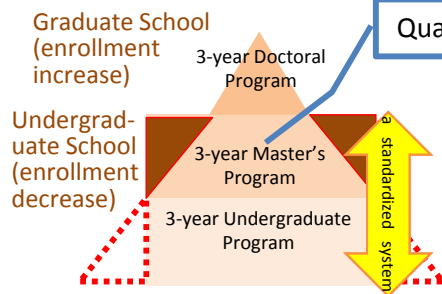 Graduate School
(enrollment
increase)
Undergrad-
uate School
(enrollment
decrease)
3-year Doctoral
Program
3-year Master's
Program
3-year Undergraduate
Program
a standardized system